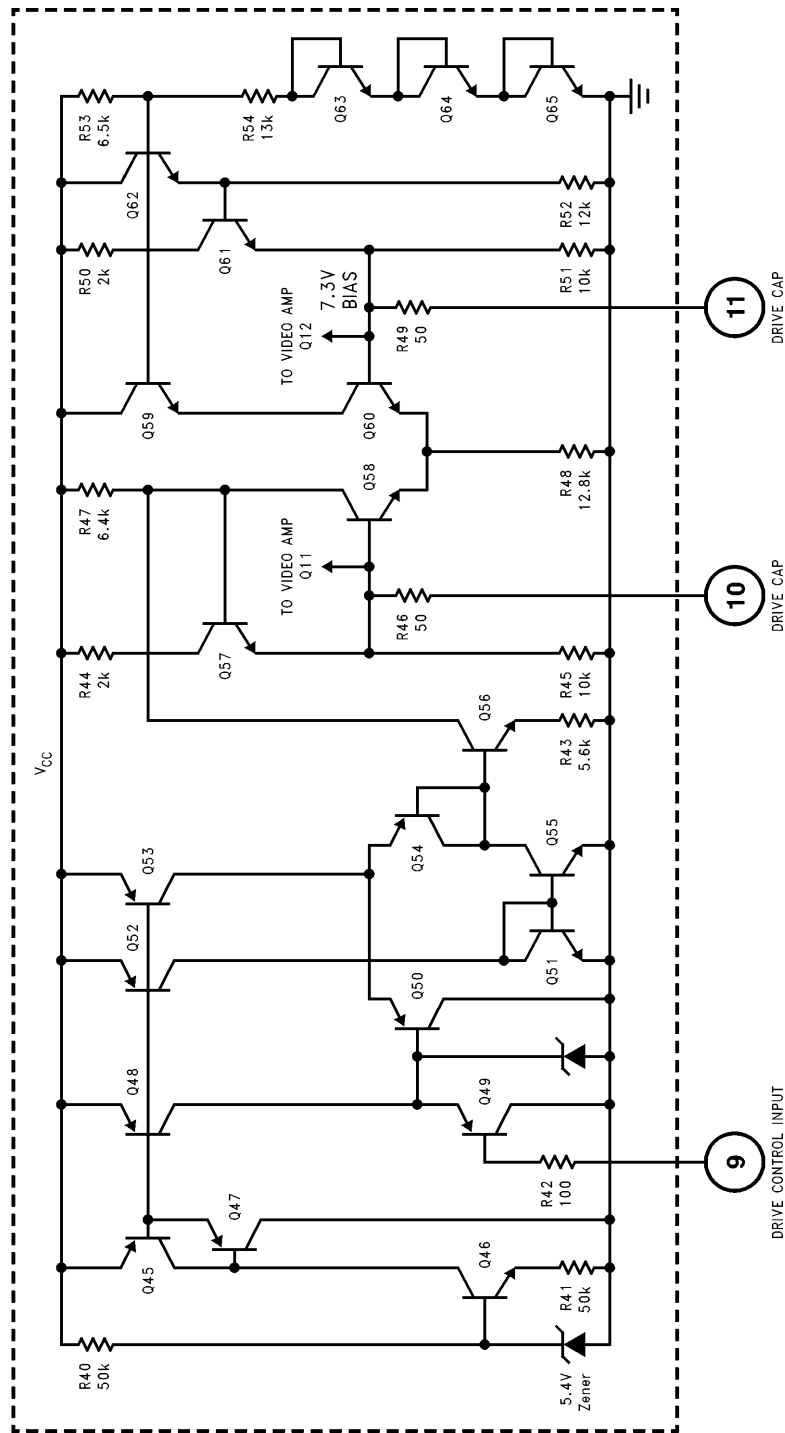 R40
50k
5.4V
Zener
Q45
Q47
Q46
R41
50k
Q48
Q49
R42
100
9
DRIVE CONTROL INPUT
Q52
Q53
Q50
Q51
Q54
Q55
Q56
R43
5.6k
VCC
R44
2k
Q57
R45
10k
R46
50
10
DRIVE CAP
TO VIDEO AMP
Q11
R47
6.4k
Q58
R48
12.8k
Q59
Q60
TO VIDEO AMP
Q12
7.3V
BIAS
R49
50
11
DRIVE CAP
R50
2k
Q61
R51
10k
Q62
R52
12k
R53
6.5k
R54
13k
Q63
Q64
Q65